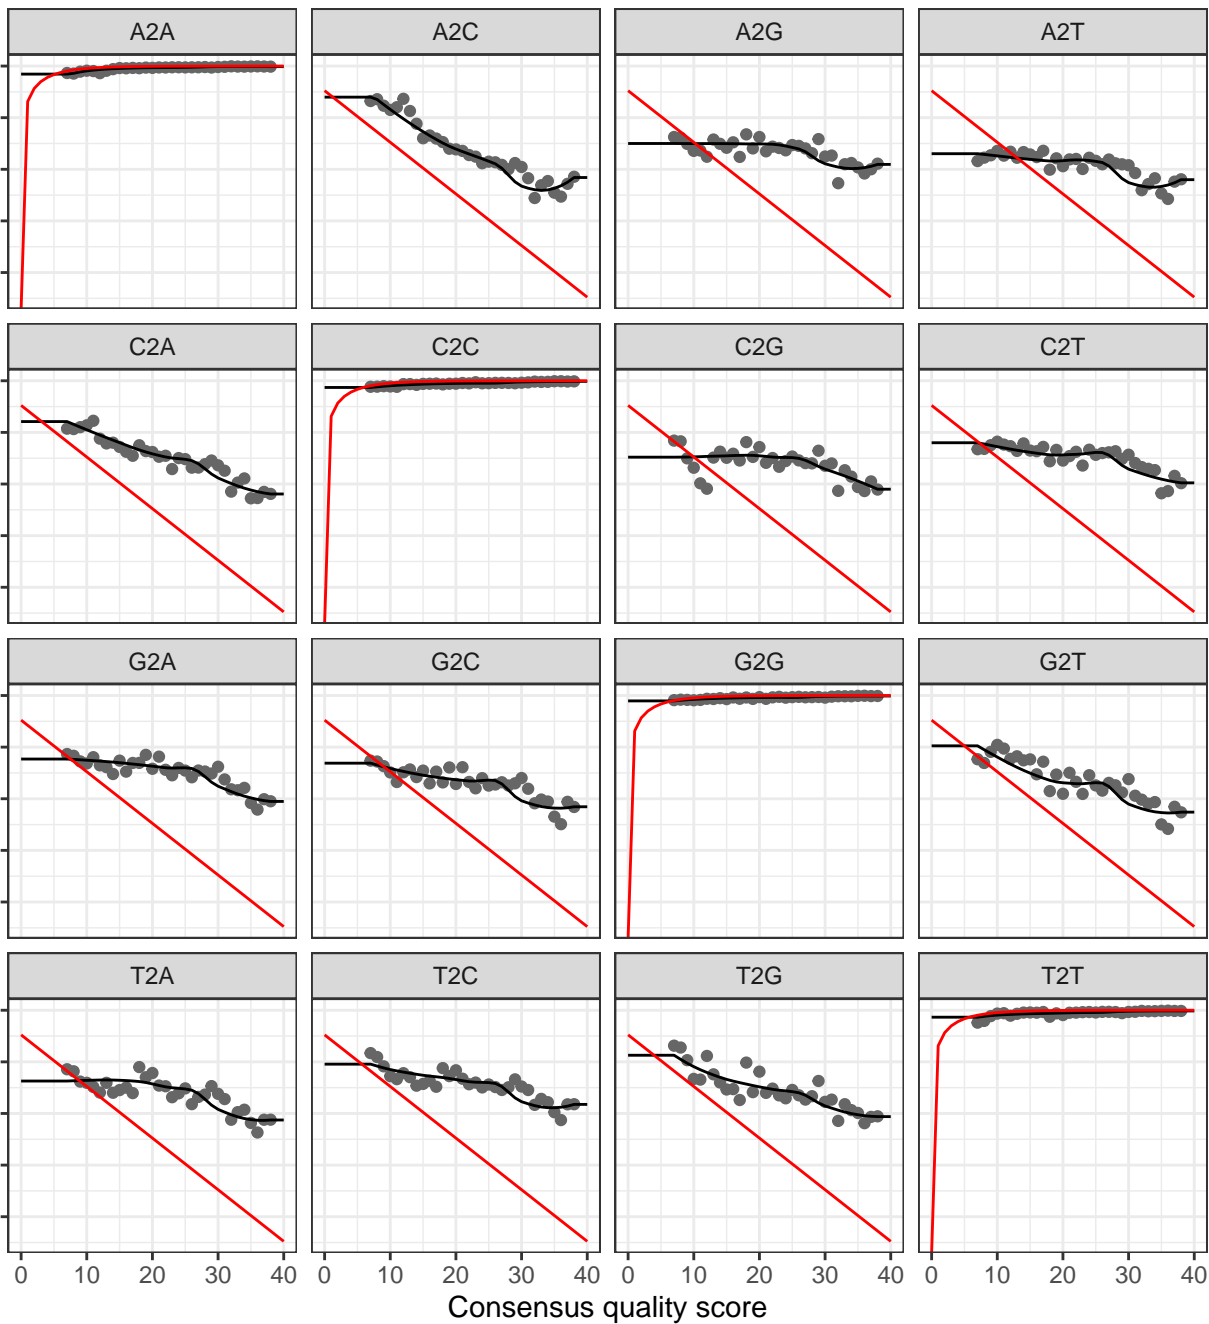 A2A A2C A2G A2T
C2A C2C C2G C2T
G2A G2C G2G G2T
T2A T2C T2G T2T
0 10 20 30 40 0 10 20 30 40 0 10 20 30 40 0 10 20 30 40
Consensus quality score